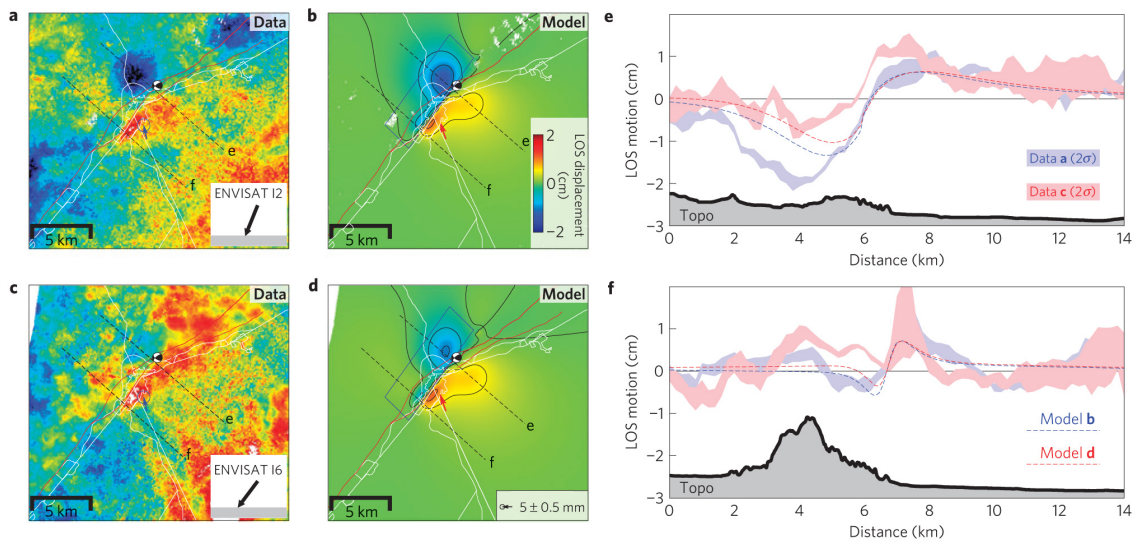 a
Data
e
f
ENVISAT I2
5 km
b
Model
e
f
2
0
−2
LOS displacement
(cm)
5 km
c
Data
e
f
ENVISAT I6
5 km
d
Model
e
f
5 ± 0.5 mm
5 km
e
LOS motion (cm)
1
0
−1
−2
−3
Data a (2σ)
Data c (2σ)
Topo
0 2 4 6 8 10 12 14
Distance (km)
f
LOS motion (cm)
1
0
−1
−2
−3
Model b
Model d
Topo
0 2 4 6 8 10 12 14
Distance (km)